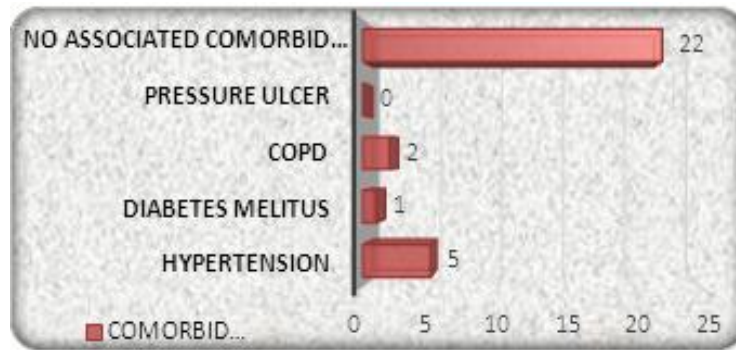 NO ASSOCIATED COMORBID... 22
PRESSURE ULCER 0
COPD 2
DIABETES MELITUS 1
HYPERTENSION 5
0 5 10 15 20 25
COMORBID...